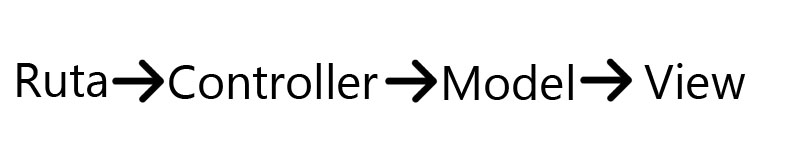 Ruta → Controller → Model → View